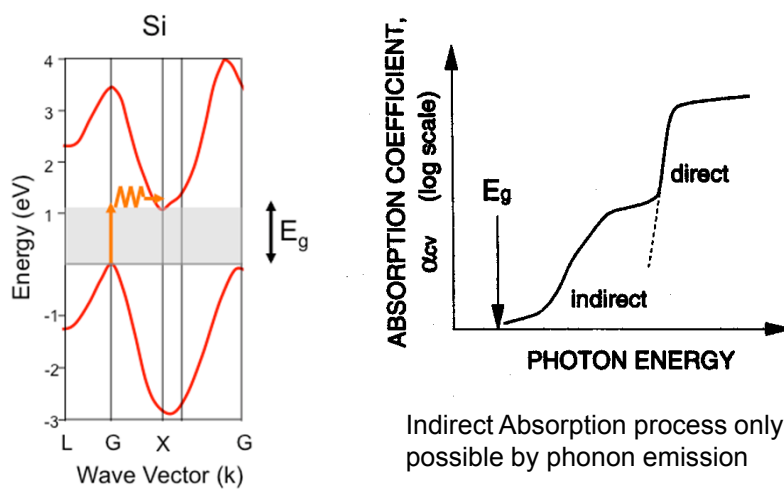 Si
Energy (eV)
4
3
2
1
-1
-2
-3
L G X G
Wave Vector (k)
Eg
ABSORPTION COEFFICIENT,
αcv (log scale)
Eg
direct
indirect
PHOTON ENERGY
Indirect Absorption process only
possible by phonon emission